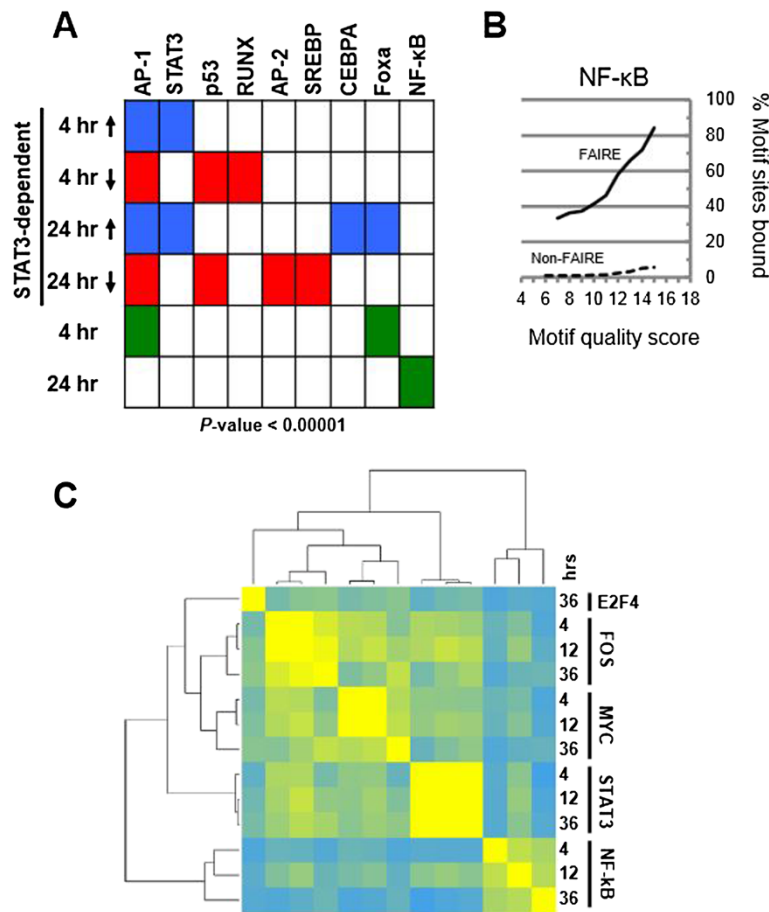 A
AP-1
STAT3
p53
RUNX
AP-2
SREBP
CEBPA
Foxa
NF-κB
STAT3-dependent
4 hr ↑
4 hr ↓
24 hr ↑
24 hr ↓
4 hr
24 hr
P-value < 0.00001
B
NF-κB
100
80
60
40
20
0
% Motif sites bound
FAIRE
Non-FAIRE
4 6 8 10 12 14 16 18
Motif quality score
C
hrs
36 E2F4
4
12
36
FOS
4
12
36
MYC
4
12
36
STAT3
4
12
36
NF-kB